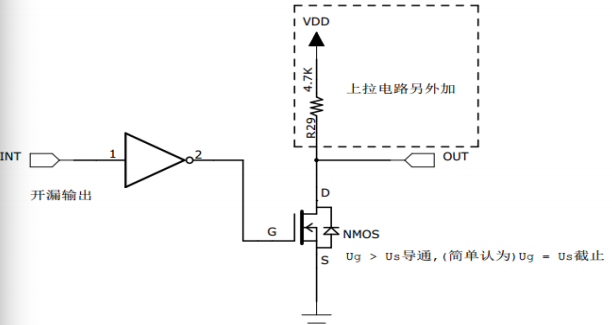 VDD
4.7K
上拉电路另外加
R29
INT
1
2
OUT
开漏输出
D
G
NMOS
S
Ug > Us导通,(简单认为)Ug = Us截止